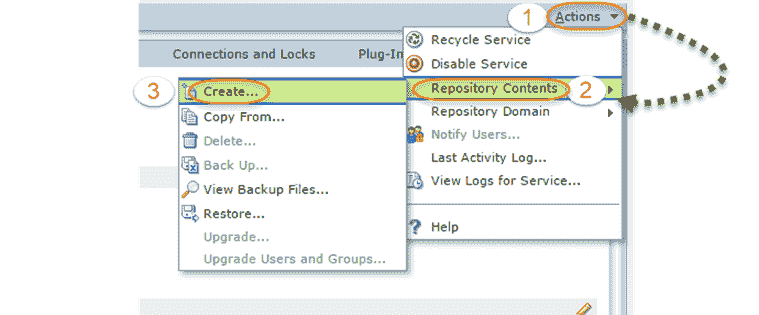 1 Actions
Connections and Locks
Plug-In
Recycle Service
Disable Service
3 Create...
Repository Contents 2
Copy From...
Repository Domain
Delete...
Notify Users...
Back Up...
Last Activity Log...
View Backup Files...
View Logs for Service...
Restore...
Help
Upgrade...
Upgrade Users and Groups...